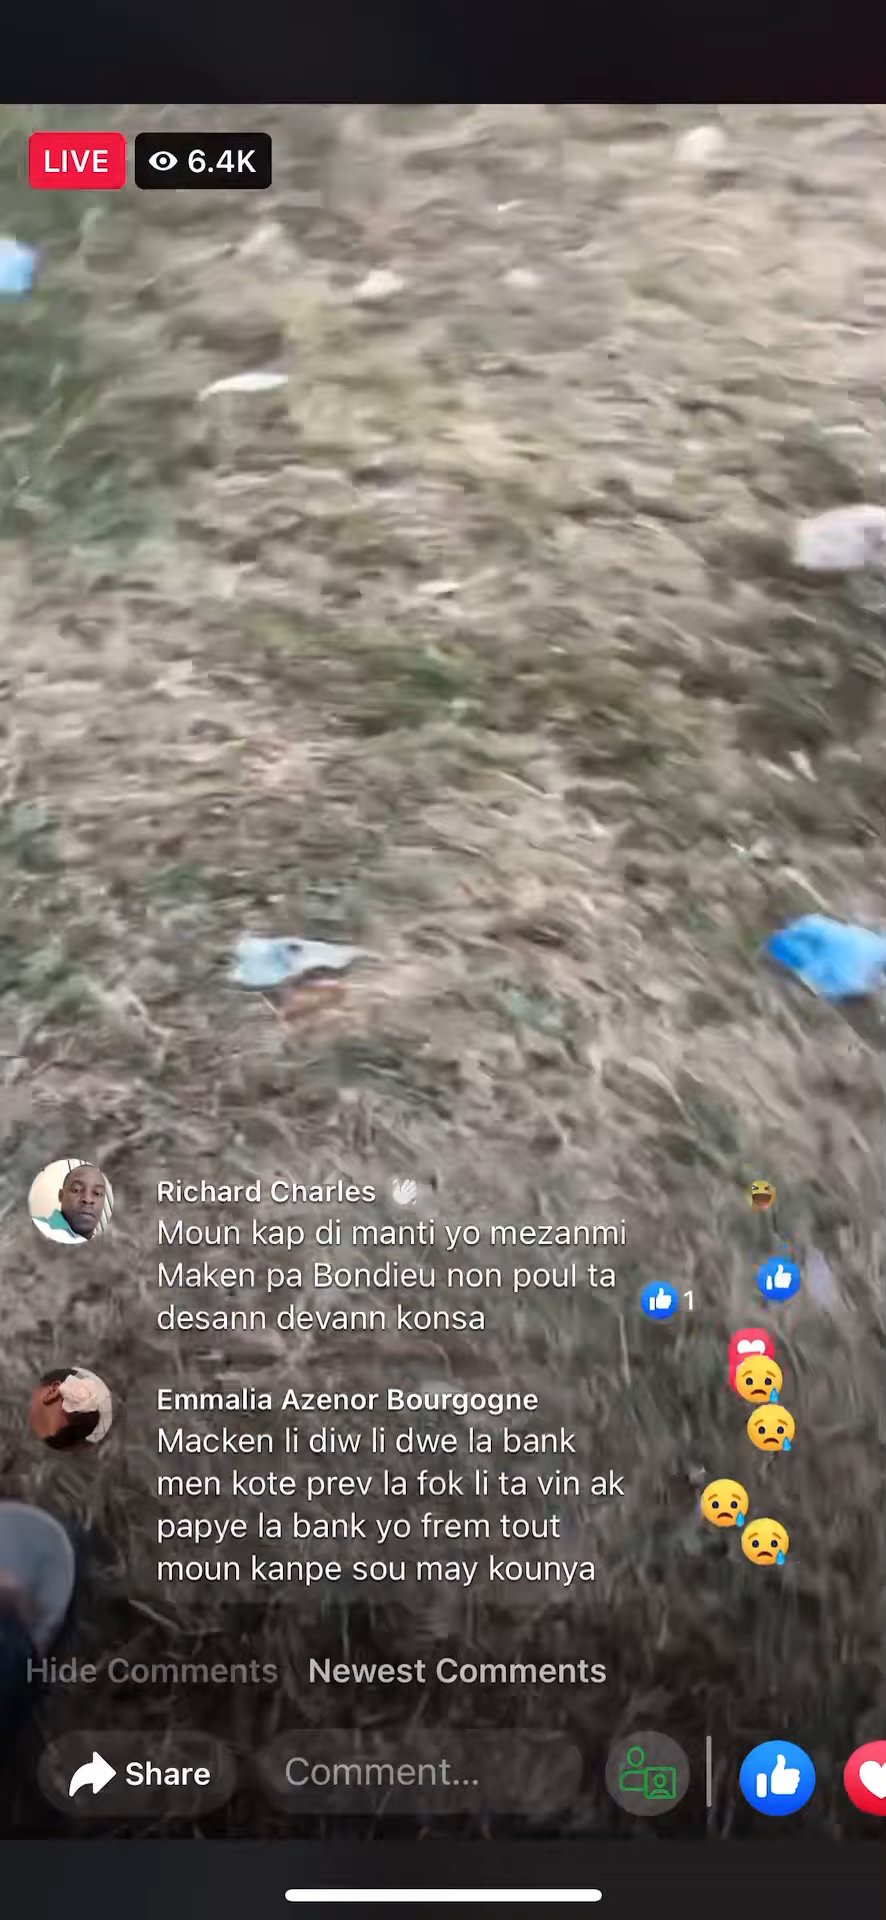 LIVE 6.4K
Richard Charles
Moun kap di manti yo mezanmi
Maken pa Bondieu non poul ta
desann devann konsa
1
Emmalia Azenor Bourgogne
Macken li diw li dwe la bank
men kote prev la fok li ta vin ak
papye la bank yo frem tout
moun kanpe sou may kounya
Hide Comments Newest Comments
Share Comment...